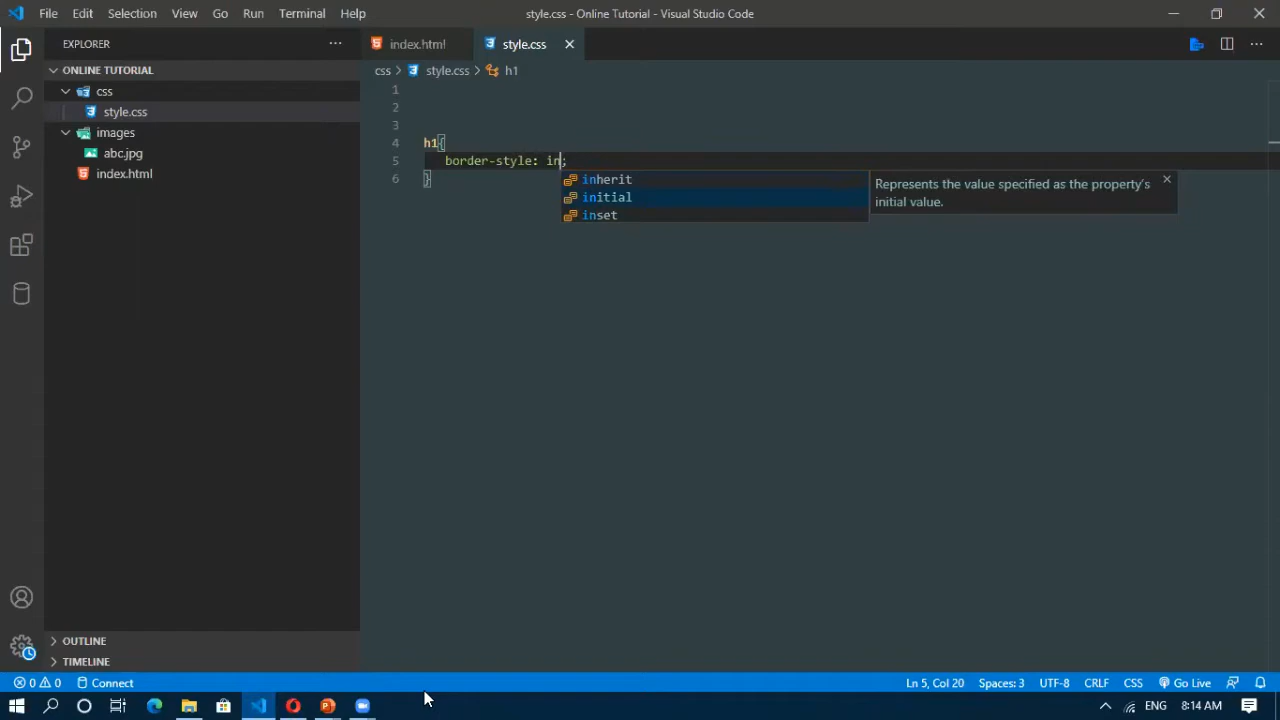 File Edit Selection View Go Run Terminal Help
style.css - Online Tutorial - Visual Studio Code
EXPLORER
index.html
style.css
ONLINE TUTORIAL
css > style.css > h1
css
style.css
images
abc.jpg
index.html
1
2
3
4 h1{
5 border-style: in;
6 }
inherit
initial
inset
Represents the value specified as the property's
initial value.
OUTLINE
TIMELINE
0 0 Connect
Ln 5, Col 20 Spaces: 3 UTF-8 CRLF CSS Go Live
ENG 8:14 AM